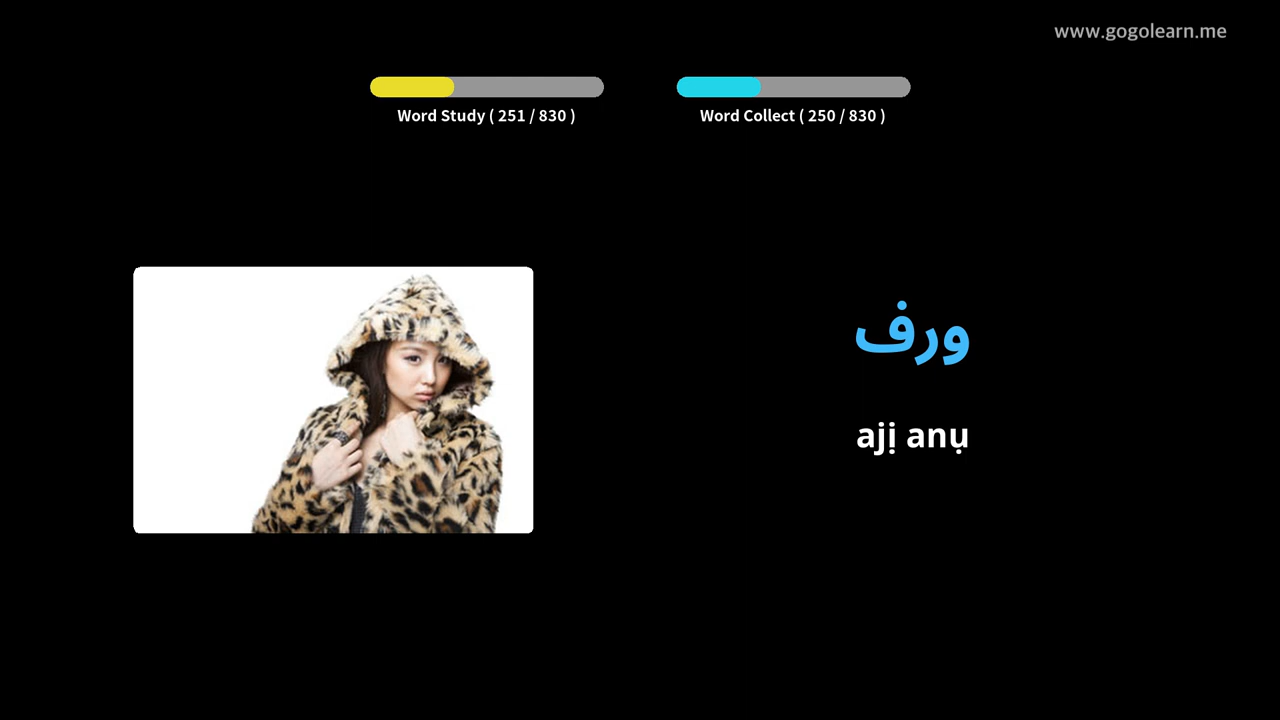 www.gogolearn.me
Word Study ( 251 / 830 )
Word Collect ( 250 / 830 )
ورف
ajị anụ